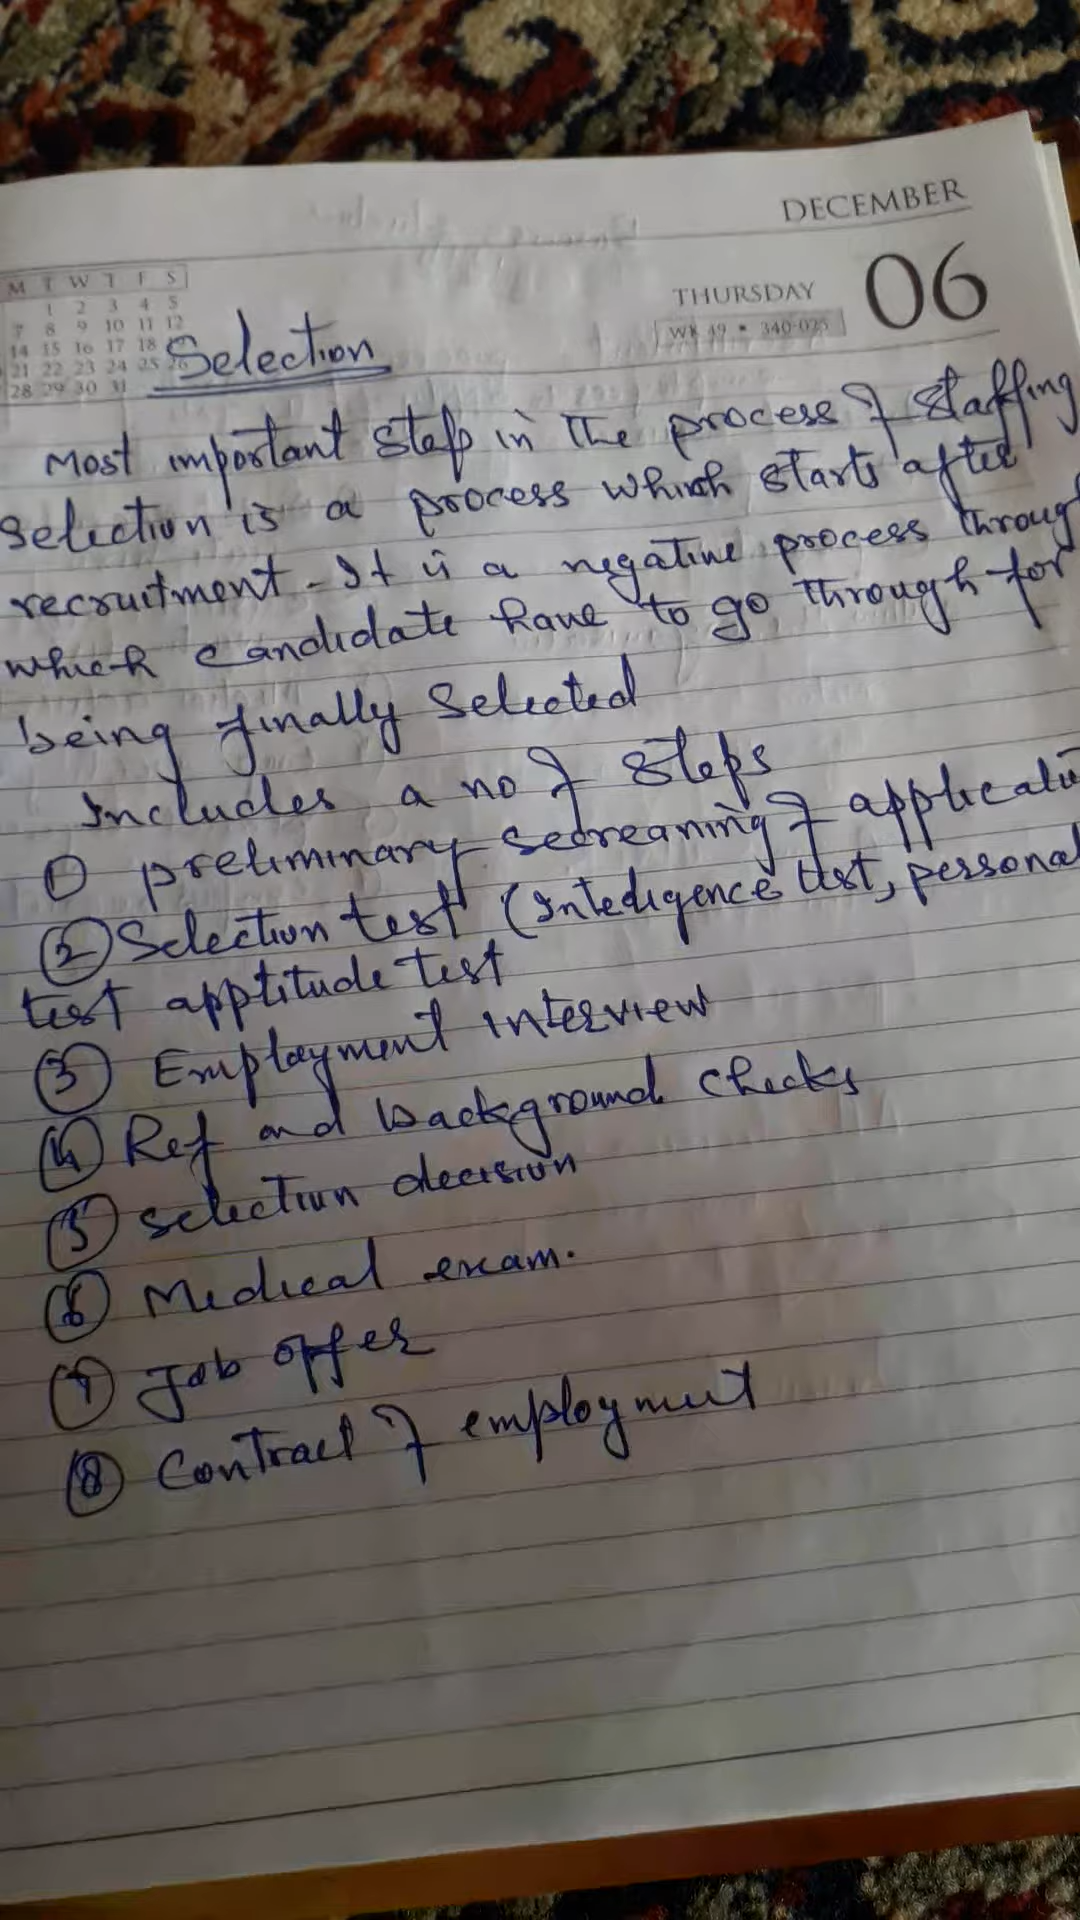 DECEMBER
THURSDAY 06
WK 49 • 340-025
M T W T F S
1 2 3 4 5
7 8 9 10 11 12
14 15 16 17 18
21 22 23 24 25 26
28 29 30 31
Selection
Most important step in the process of staffing
selection is a process which starts after
recruitment. It is a negative process throug
which candidate have to go through for
being finally selected
Includes a no of steps
① preliminary secreaning of applicati
② Selection test (Intedigence test, personal
test apptitude test
③ Employment interview
④ Ref and background checks
⑤ selection decision
⑥ Medical exam.
⑦ Job offer
⑧ Contract of employment